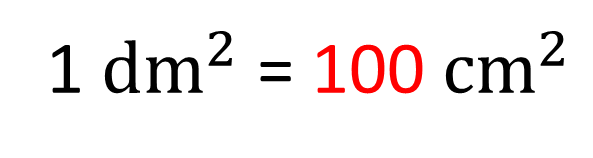 1 dm² = 100 cm²